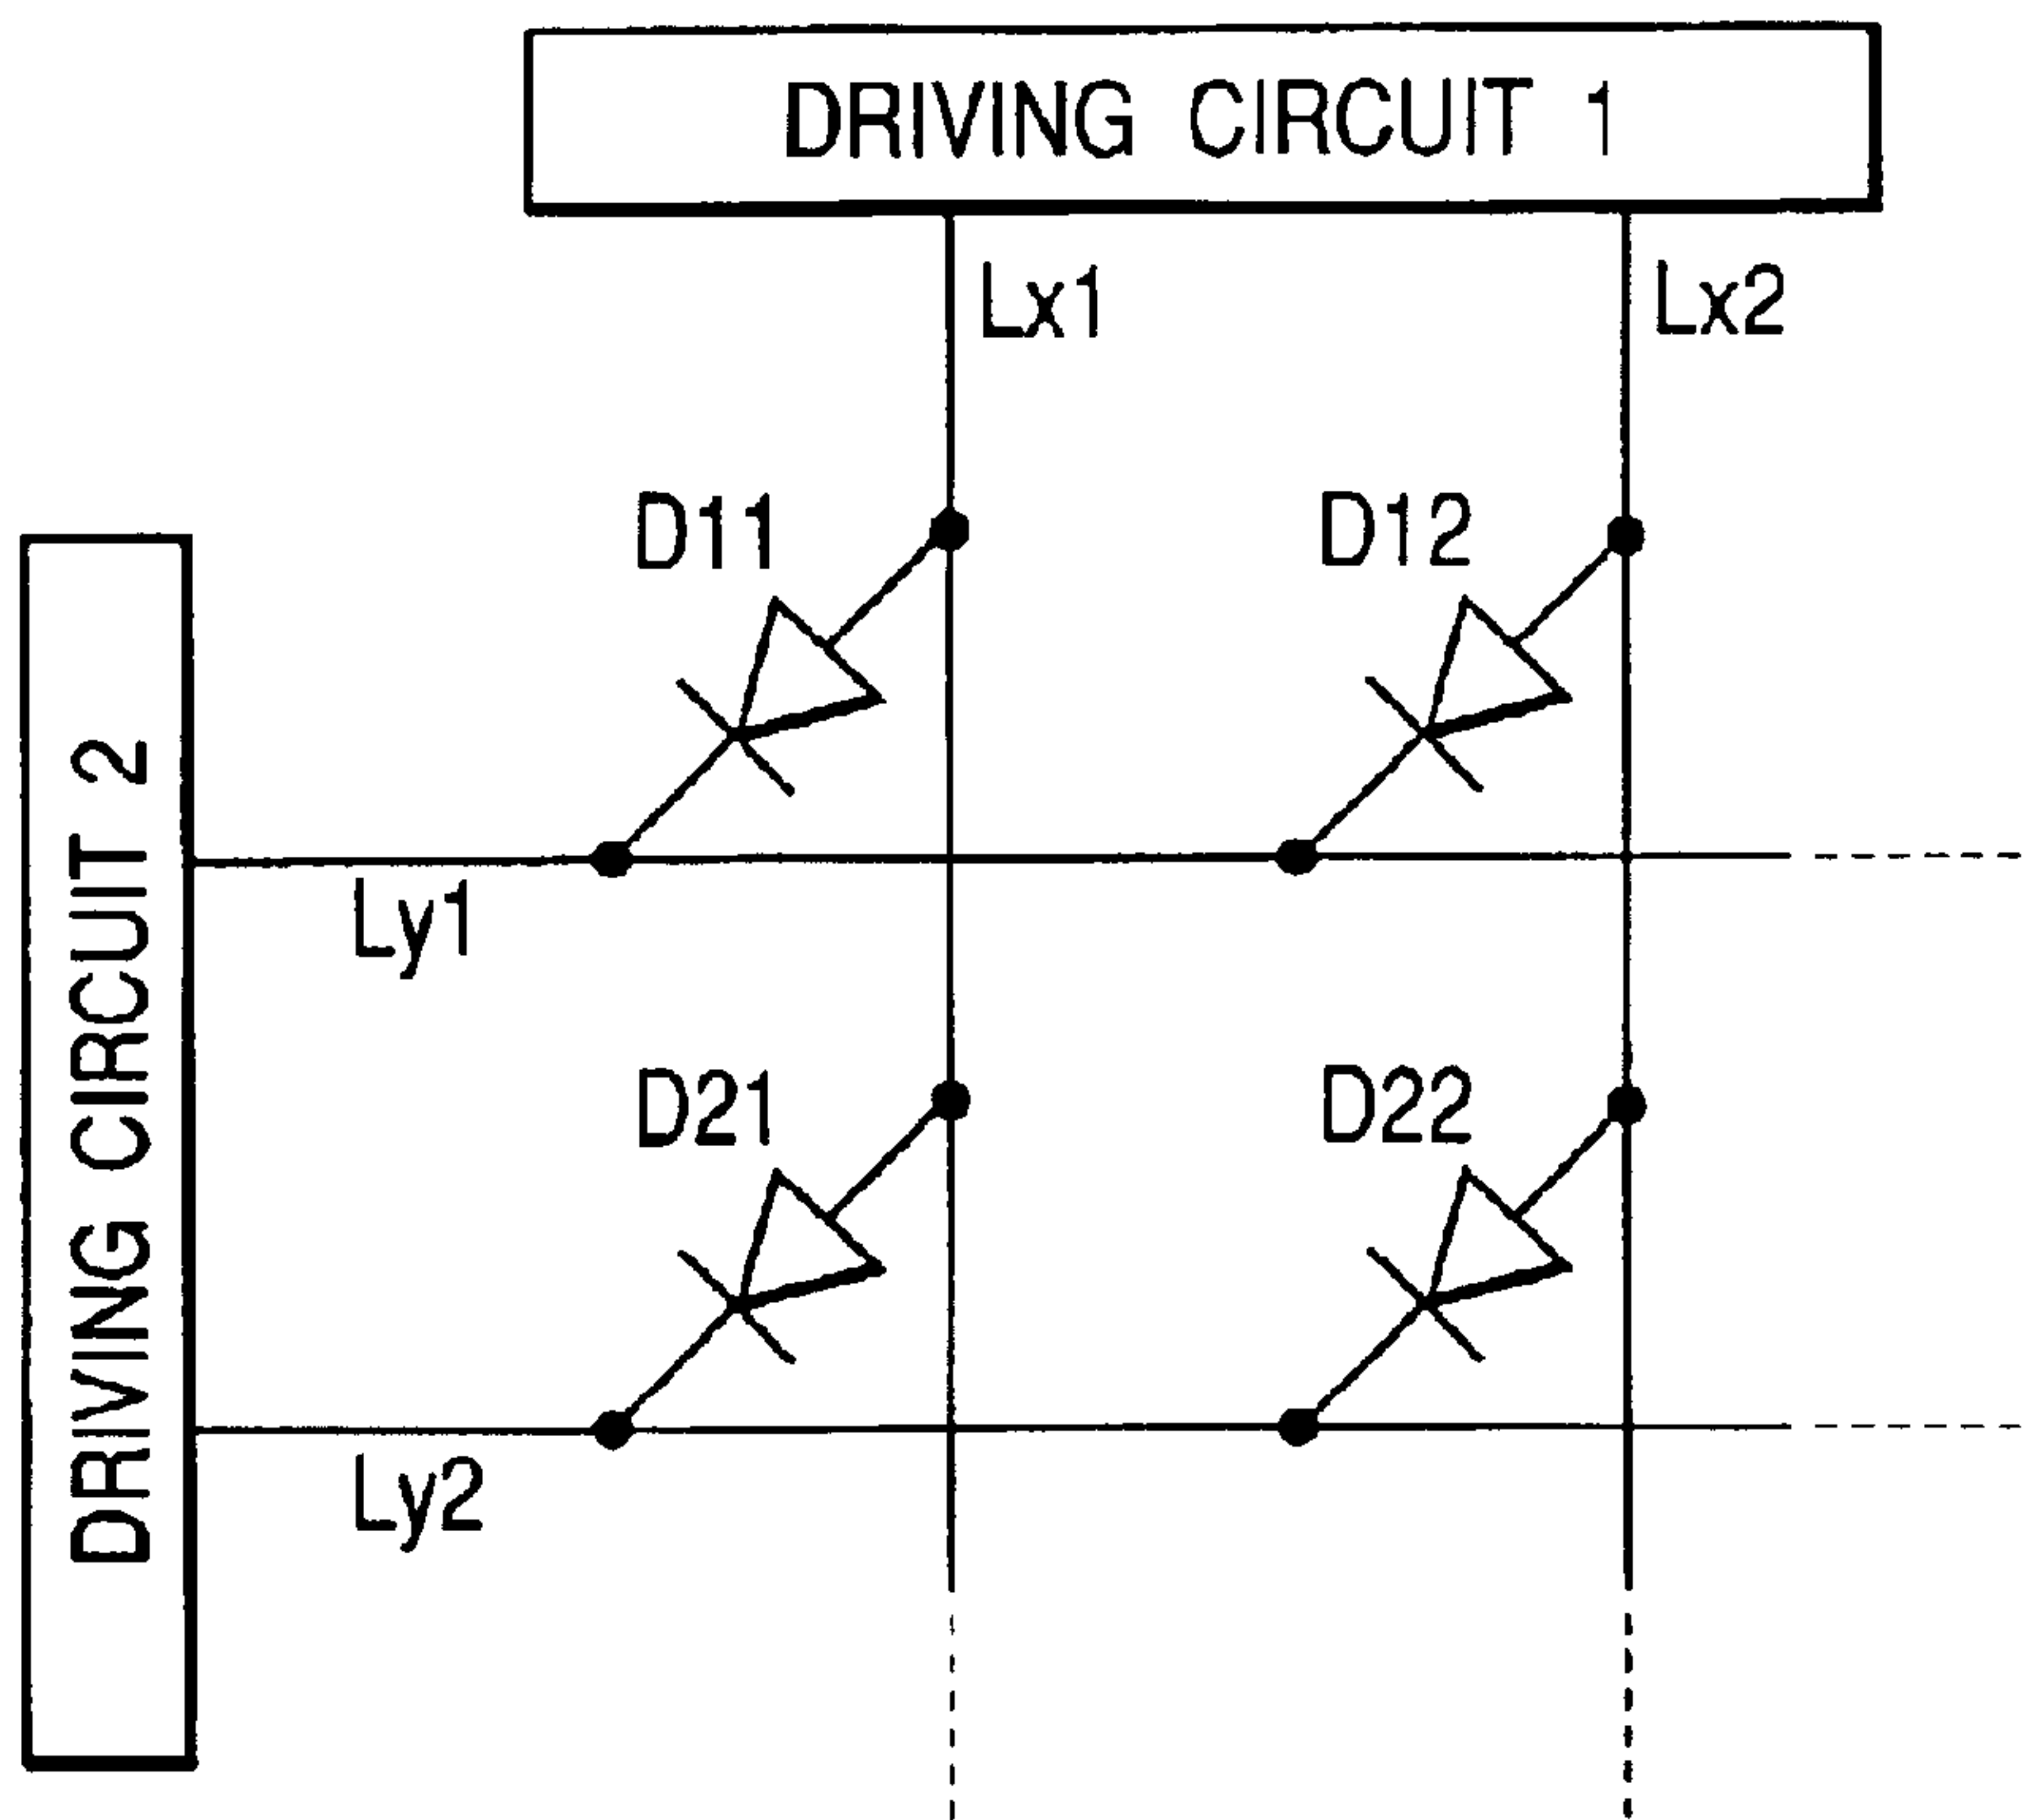 DRIVING CIRCUIT 1
Lx1
Lx2
D11
D12
DRIVING CIRCUIT 2
Ly1
D21
D22
Ly2